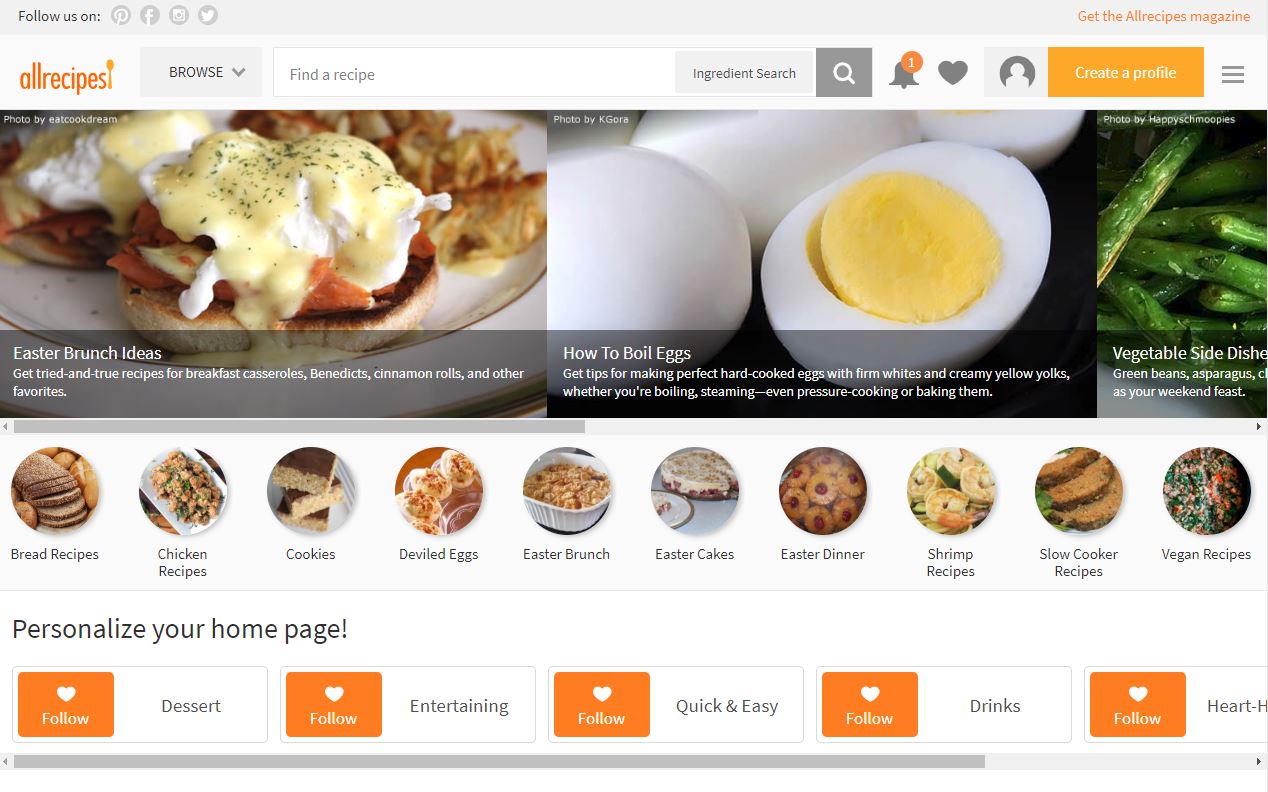 Follow us on:
Get the Allrecipes magazine
allrecipes
BROWSE
Find a recipe
Ingredient Search
1
Create a profile
Photo by eatcookdream
Photo by KGora
Photo by Happyschmoopies
Easter Brunch Ideas
Get tried-and-true recipes for breakfast casseroles, Benedicts, cinnamon rolls, and other
favorites.
How To Boil Eggs
Get tips for making perfect hard-cooked eggs with firm whites and creamy yellow yolks,
whether you're boiling, steaming—even pressure-cooking or baking them.
Vegetable Side Dishe
Green beans, asparagus, cl
as your weekend feast.
Bread Recipes
Chicken
Recipes
Cookies
Deviled Eggs
Easter Brunch
Easter Cakes
Easter Dinner
Shrimp
Recipes
Slow Cooker
Recipes
Vegan Recipes
Personalize your home page!
Follow
Dessert
Follow
Entertaining
Follow
Quick & Easy
Follow
Drinks
Follow
Heart-H